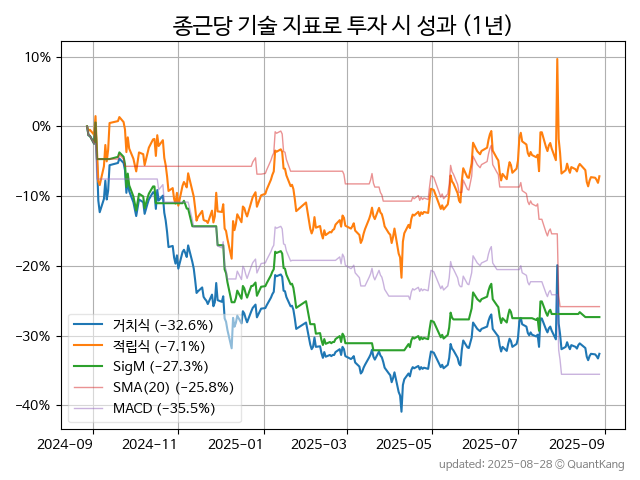 종근당 기술 지표로 투자 시 성과 (1년)
10%
0%
−10%
−20%
−30%
−40%
거치식 (−32.6%)
적립식 (−7.1%)
SigM (−27.3%)
SMA(20) (−25.8%)
MACD (−35.5%)
2024-09
2024-11
2025-01
2025-03
2025-05
2025-07
2025-09
updated: 2025-08-28 © QuantKang